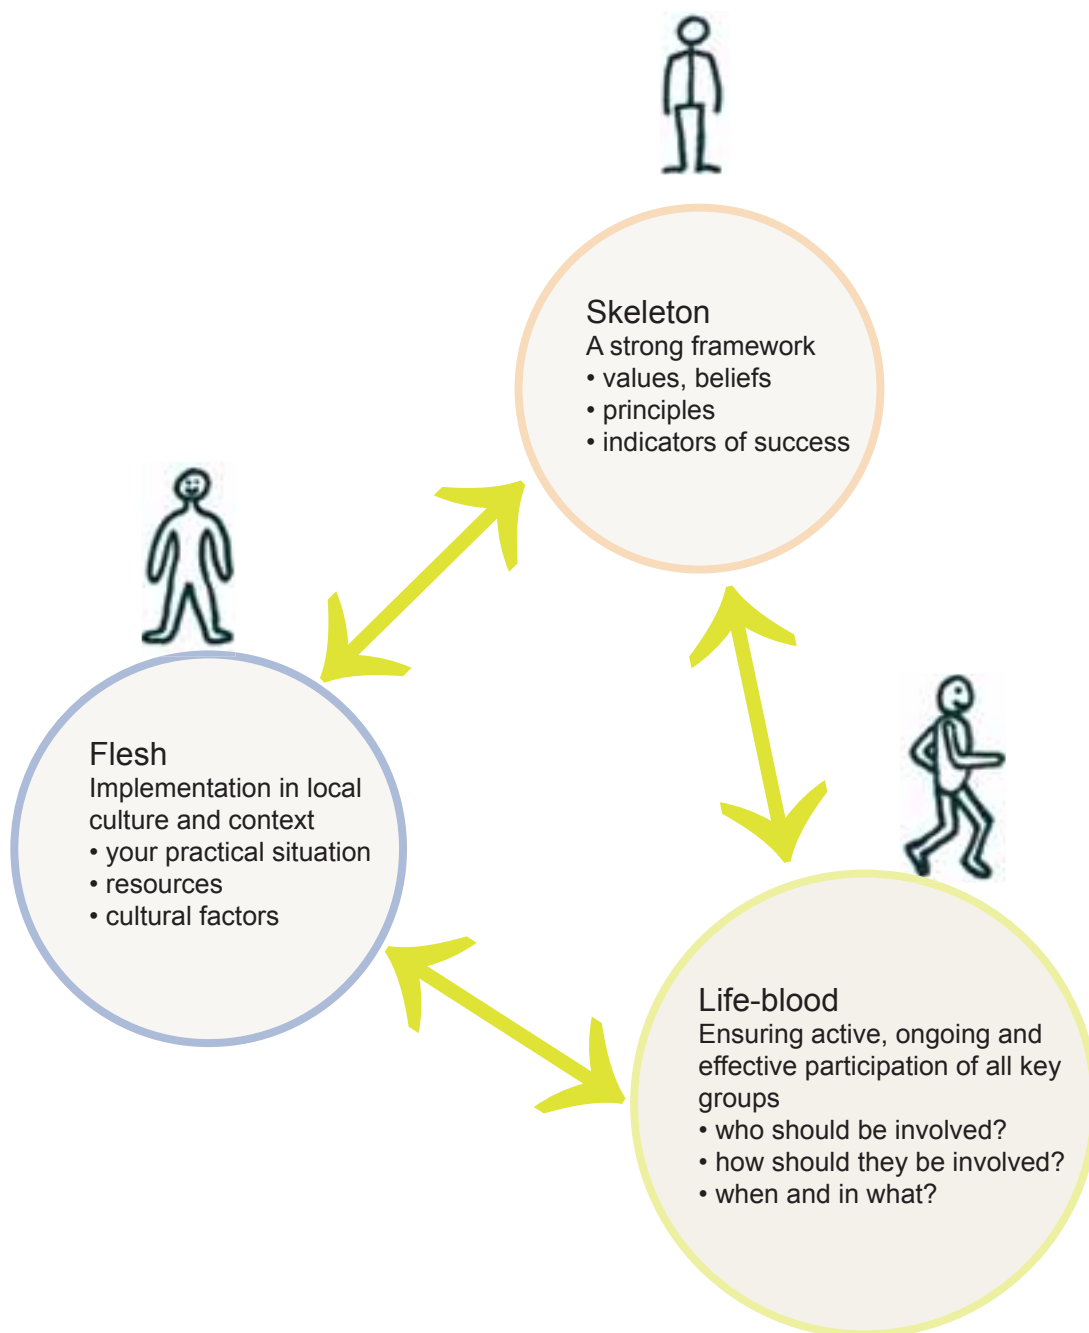 Skeleton
A strong framework
• values, beliefs
• principles
• indicators of success
Flesh
Implementation in local
culture and context
• your practical situation
• resources
• cultural factors
Life-blood
Ensuring active, ongoing and
effective participation of all key
groups
• who should be involved?
• how should they be involved?
• when and in what?